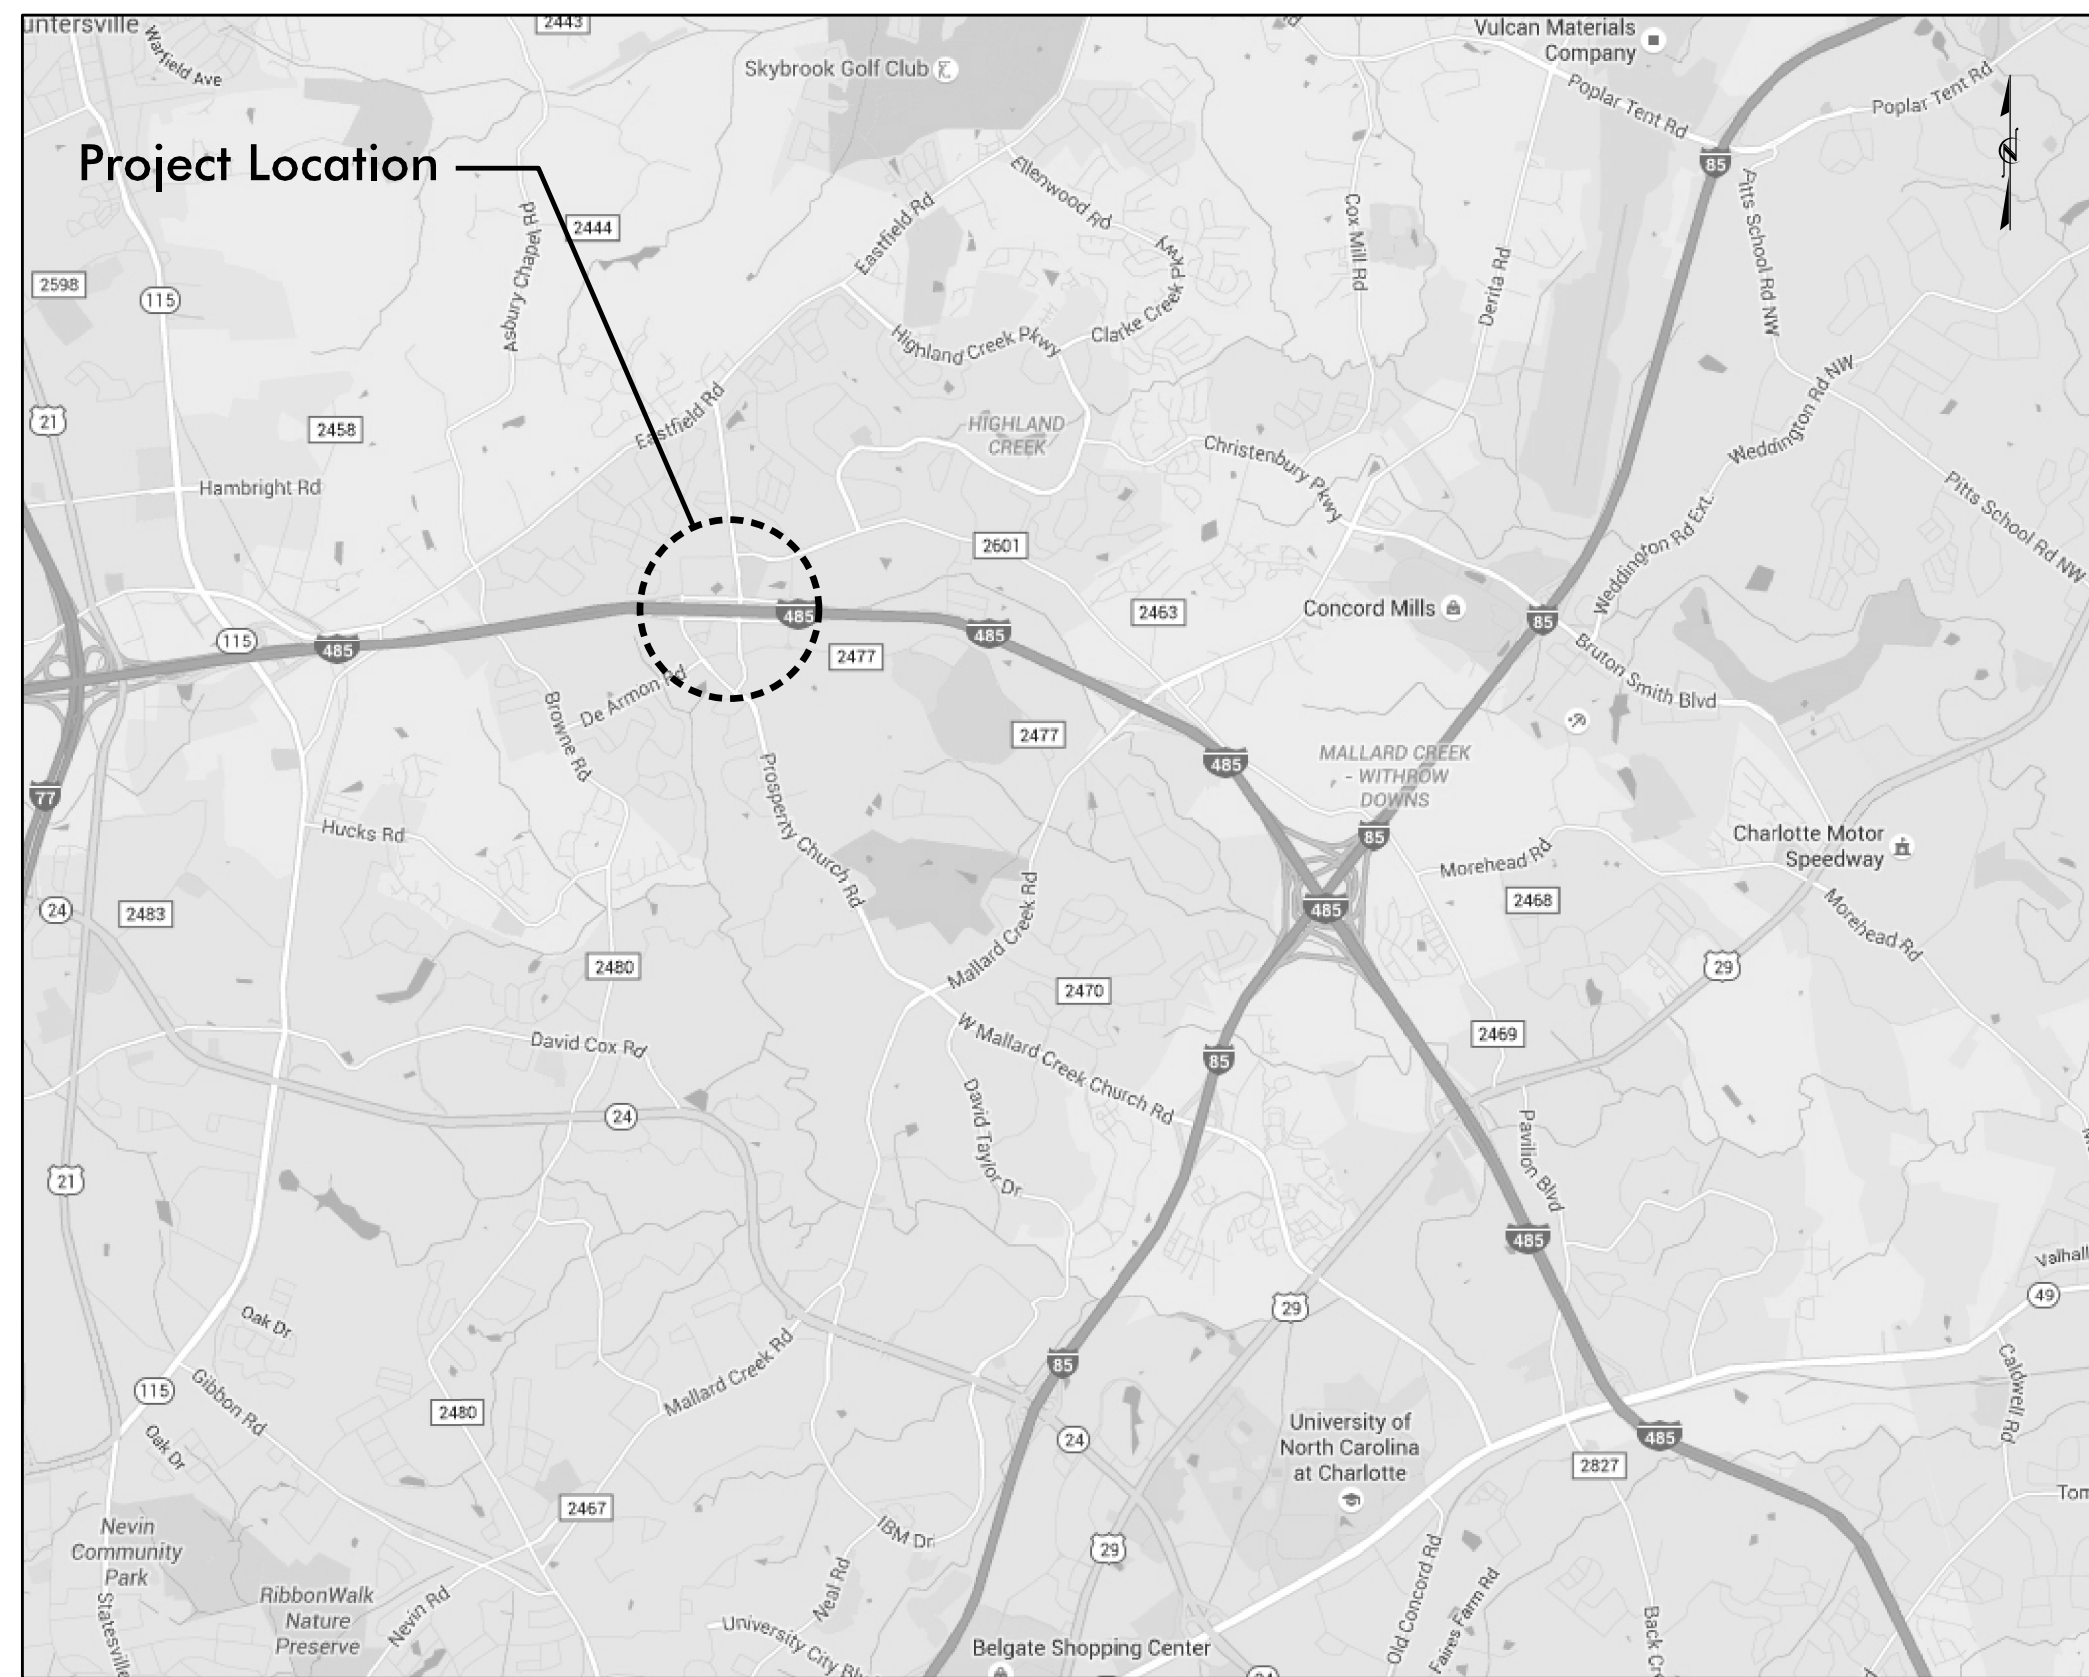 untersville
2443
Vulcan Materials
Company
Warfield Ave
Skybrook Golf Club
Poplar Tent Rd
Poplar Tent Rd
Project Location
85
N
Ellenwood Rd
Pitts School Rd NW
Asbury Chapel Rd
2444
Eastfield Rd
Cox Mill Rd
Derita Rd
2598
115
Clarke Creek Pkwy
Highland Creek Pkwy
21
2458
Eastfield Rd
HIGHLAND
CREEK
Christenbury Pkwy
Weddington Rd NW
Hambright Rd
Pitts School Rd NW
2601
Weddington Rd Ext.
115
485
485
485
2463
Concord Mills
85
2477
Bruton Smith Blvd
De Armon Rd
Browne Rd
2477
485
MALLARD CREEK
- WITHROW
DOWNS
77
Prosperity Church Rd
Hucks Rd
85
Charlotte Motor
Speedway
Morehead Rd
24
2483
Mallard Creek Rd
485
2468
Morehead Rd
2480
29
2470
W Mallard Creek Church Rd
2469
David Cox Rd
85
24
David Taylor Dr
Pavilion Blvd
21
485
Valhall
49
29
Oak Dr
Mallard Creek Rd
85
Caldwell Rd
115
Gibbon Rd
2480
24
University of
North Carolina
at Charlotte
485
Oak Dr
2827
2467
Tom
Nevin
Community
Park
IBM Dr
29
Old Concord Rd
Faires Farm Rd
RibbonWalk
Nature
Preserve
Nevin Rd
Neal Rd
Statesville
University City Bl
Belgate Shopping Center
24
Back Cr